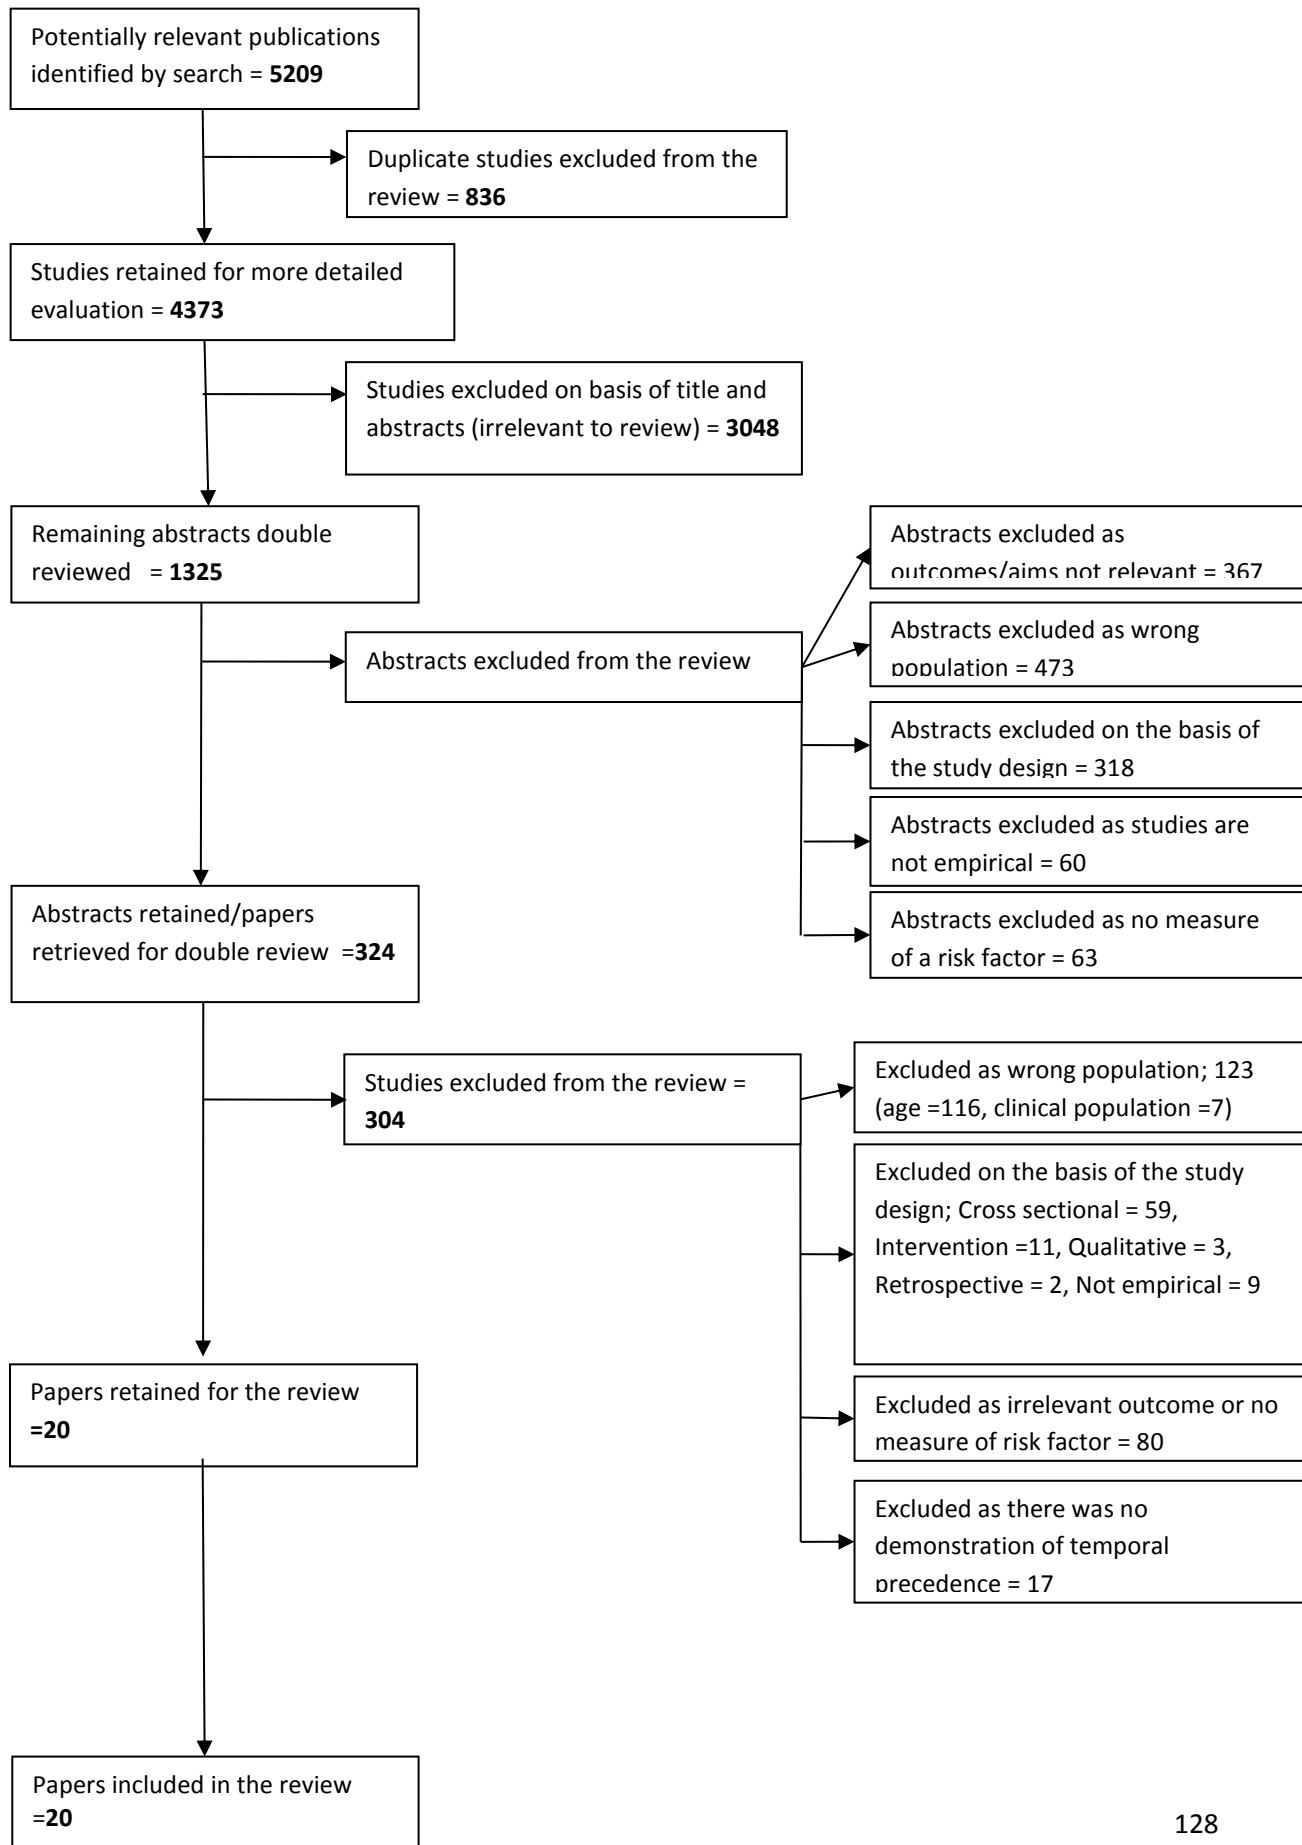 Potentially relevant publications
identified by search = 5209
Duplicate studies excluded from the
review = 836
Studies retained for more detailed
evaluation = 4373
Studies excluded on basis of title and
abstracts (irrelevant to review) = 3048
Remaining abstracts double
reviewed = 1325
Abstracts excluded from the review
Abstracts excluded as
outcomes/aims not relevant = 367
Abstracts excluded as wrong
population = 473
Abstracts excluded on the basis of
the study design = 318
Abstracts excluded as studies are
not empirical = 60
Abstracts excluded as no measure
of a risk factor = 63
Abstracts retained/papers
retrieved for double review =324
Studies excluded from the review =
304
Excluded as wrong population; 123
(age =116, clinical population =7)
Excluded on the basis of the study
design; Cross sectional = 59,
Intervention =11, Qualitative = 3,
Retrospective = 2, Not empirical = 9
Excluded as irrelevant outcome or no
measure of risk factor = 80
Excluded as there was no
demonstration of temporal
precedence = 17
Papers retained for the review
=20
Papers included in the review
=20
128